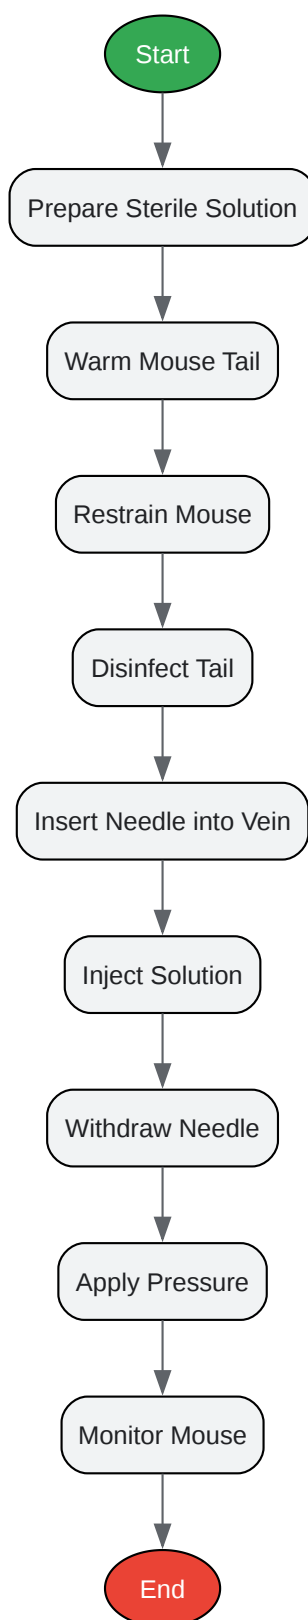 Start
Prepare Sterile Solution
Warm Mouse Tail
Restrain Mouse
Disinfect Tail
Insert Needle into Vein
Inject Solution
Withdraw Needle
Apply Pressure
Monitor Mouse
End